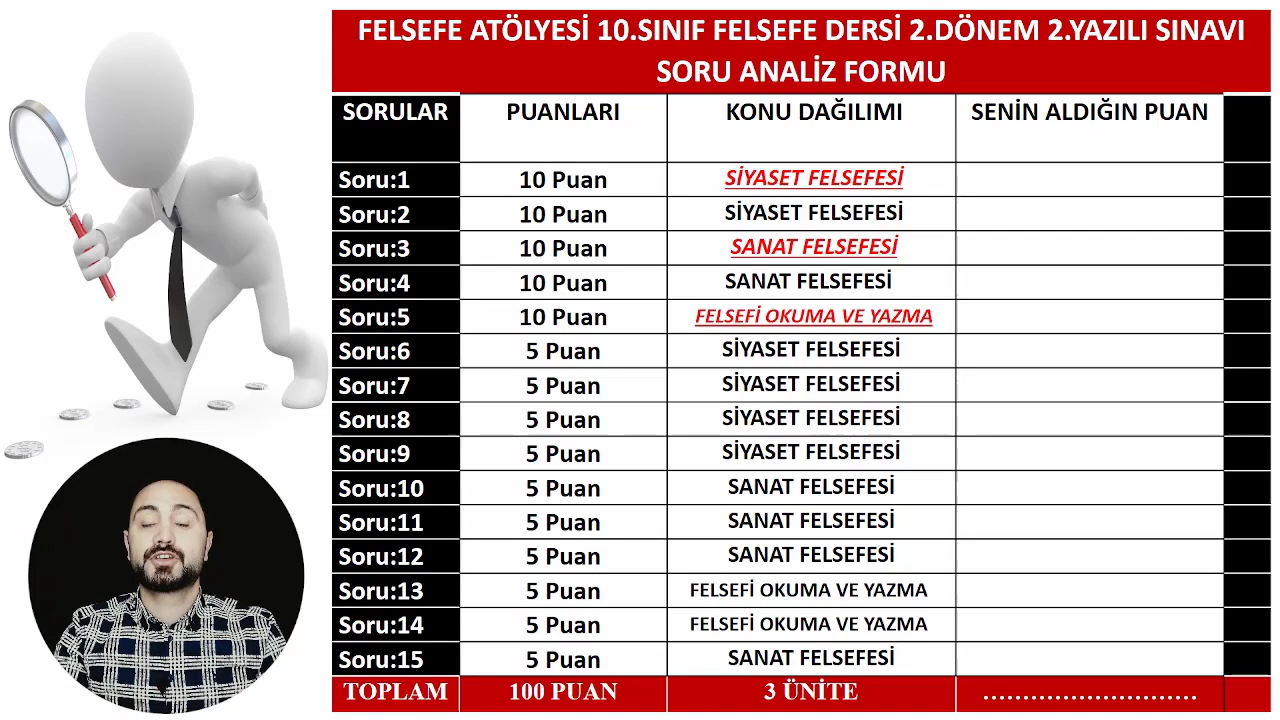 FELSEFE ATÖLYESİ 10.SINIF FELSEFE DERSİ 2.DÖNEM 2.YAZILI SINAVI
SORU ANALİZ FORMU
SORULAR PUANLARI KONU DAĞILIMI SENİN ALDIĞIN PUAN
Soru:1 10 Puan SİYASET FELSEFESİ
Soru:2 10 Puan SİYASET FELSEFESİ
Soru:3 10 Puan SANAT FELSEFESİ
Soru:4 10 Puan SANAT FELSEFESİ
Soru:5 10 Puan FELSEFİ OKUMA VE YAZMA
Soru:6 5 Puan SİYASET FELSEFESİ
Soru:7 5 Puan SİYASET FELSEFESİ
Soru:8 5 Puan SİYASET FELSEFESİ
Soru:9 5 Puan SİYASET FELSEFESİ
Soru:10 5 Puan SANAT FELSEFESİ
Soru:11 5 Puan SANAT FELSEFESİ
Soru:12 5 Puan SANAT FELSEFESİ
Soru:13 5 Puan FELSEFİ OKUMA VE YAZMA
Soru:14 5 Puan FELSEFİ OKUMA VE YAZMA
Soru:15 5 Puan SANAT FELSEFESİ
TOPLAM 100 PUAN 3 ÜNİTE ...........................